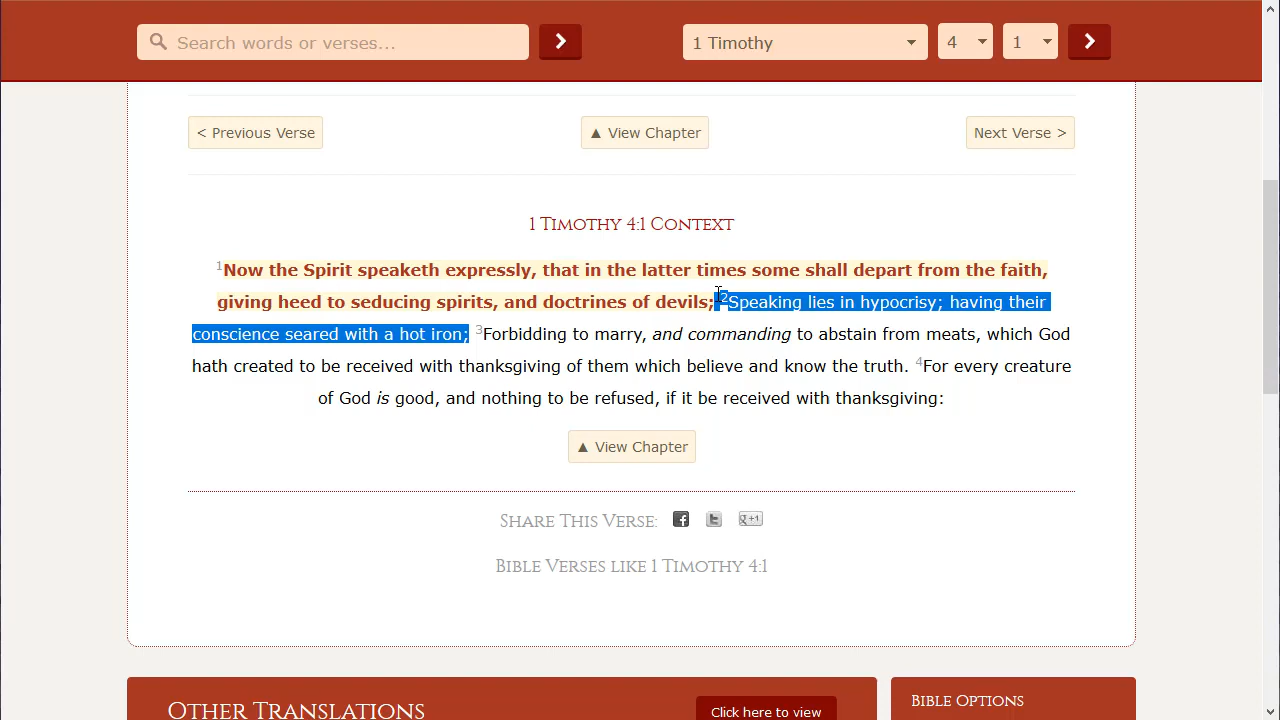 Search words or verses...
1 Timothy 4 1
< Previous Verse ▲ View Chapter Next Verse >
1 Timothy 4:1 Context
1Now the Spirit speaketh expressly, that in the latter times some shall depart from the faith,
giving heed to seducing spirits, and doctrines of devils; 2Speaking lies in hypocrisy; having their
conscience seared with a hot iron; 3Forbidding to marry, and commanding to abstain from meats, which God
hath created to be received with thanksgiving of them which believe and know the truth. 4For every creature
of God is good, and nothing to be refused, if it be received with thanksgiving:
▲ View Chapter
Share This Verse: f t g+1
Bible Verses like 1 Timothy 4:1
Other Translations Click here to view Bible Options